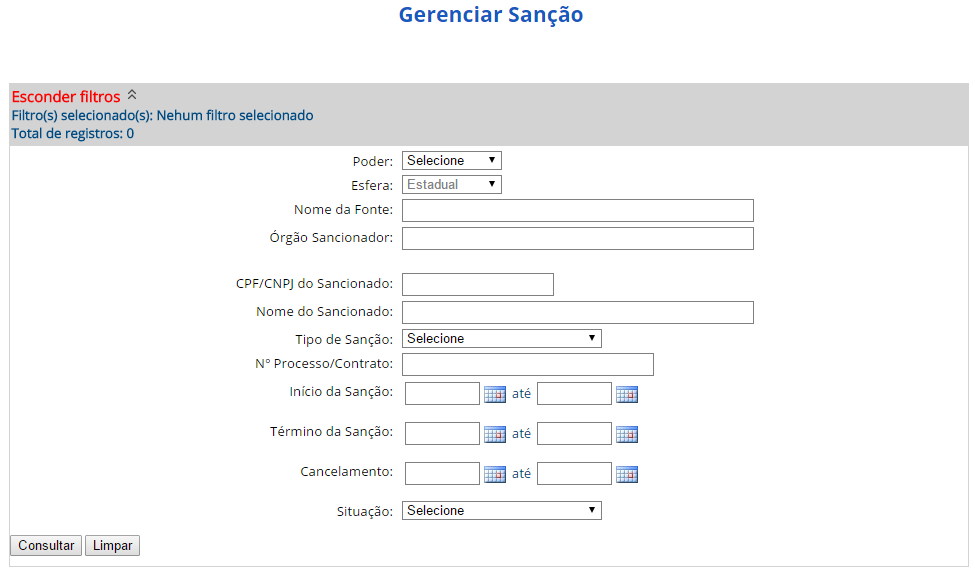 Gerenciar Sanção
Esconder filtros
Filtro(s) selecionado(s): Nehum filtro selecionado
Total de registros: 0
Poder: Selecione
Esfera: Estadual
Nome da Fonte:
Órgão Sancionador:
CPF/CNPJ do Sancionado:
Nome do Sancionado:
Tipo de Sanção: Selecione
Nº Processo/Contrato:
Início da Sanção: até
Término da Sanção: até
Cancelamento: até
Situação: Selecione
Consultar Limpar